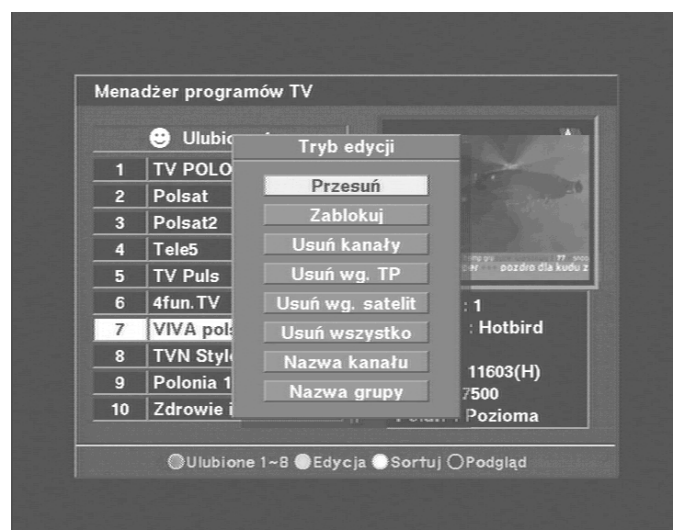 Menadżer programów TV
Ulubio
Tryb edycji
Przesuń
Zablokuj
Usuń kanały
Usuń wg. TP
Usuń wg. satelit
Usuń wszystko
Nazwa kanału
Nazwa grupy
1 TV POLO
2 Polsat
3 Polsat2
4 Tele5
5 TV Puls
6 4fun.TV
7 VIVA pols
8 TVN Style
9 Polonia 1
10 Zdrowie i
pozdro dla kudu z
: 1
: Hotbird
11603(H)
7500
: Pozioma
Ulubione 1~8 Edycja Sortuj Podgląd